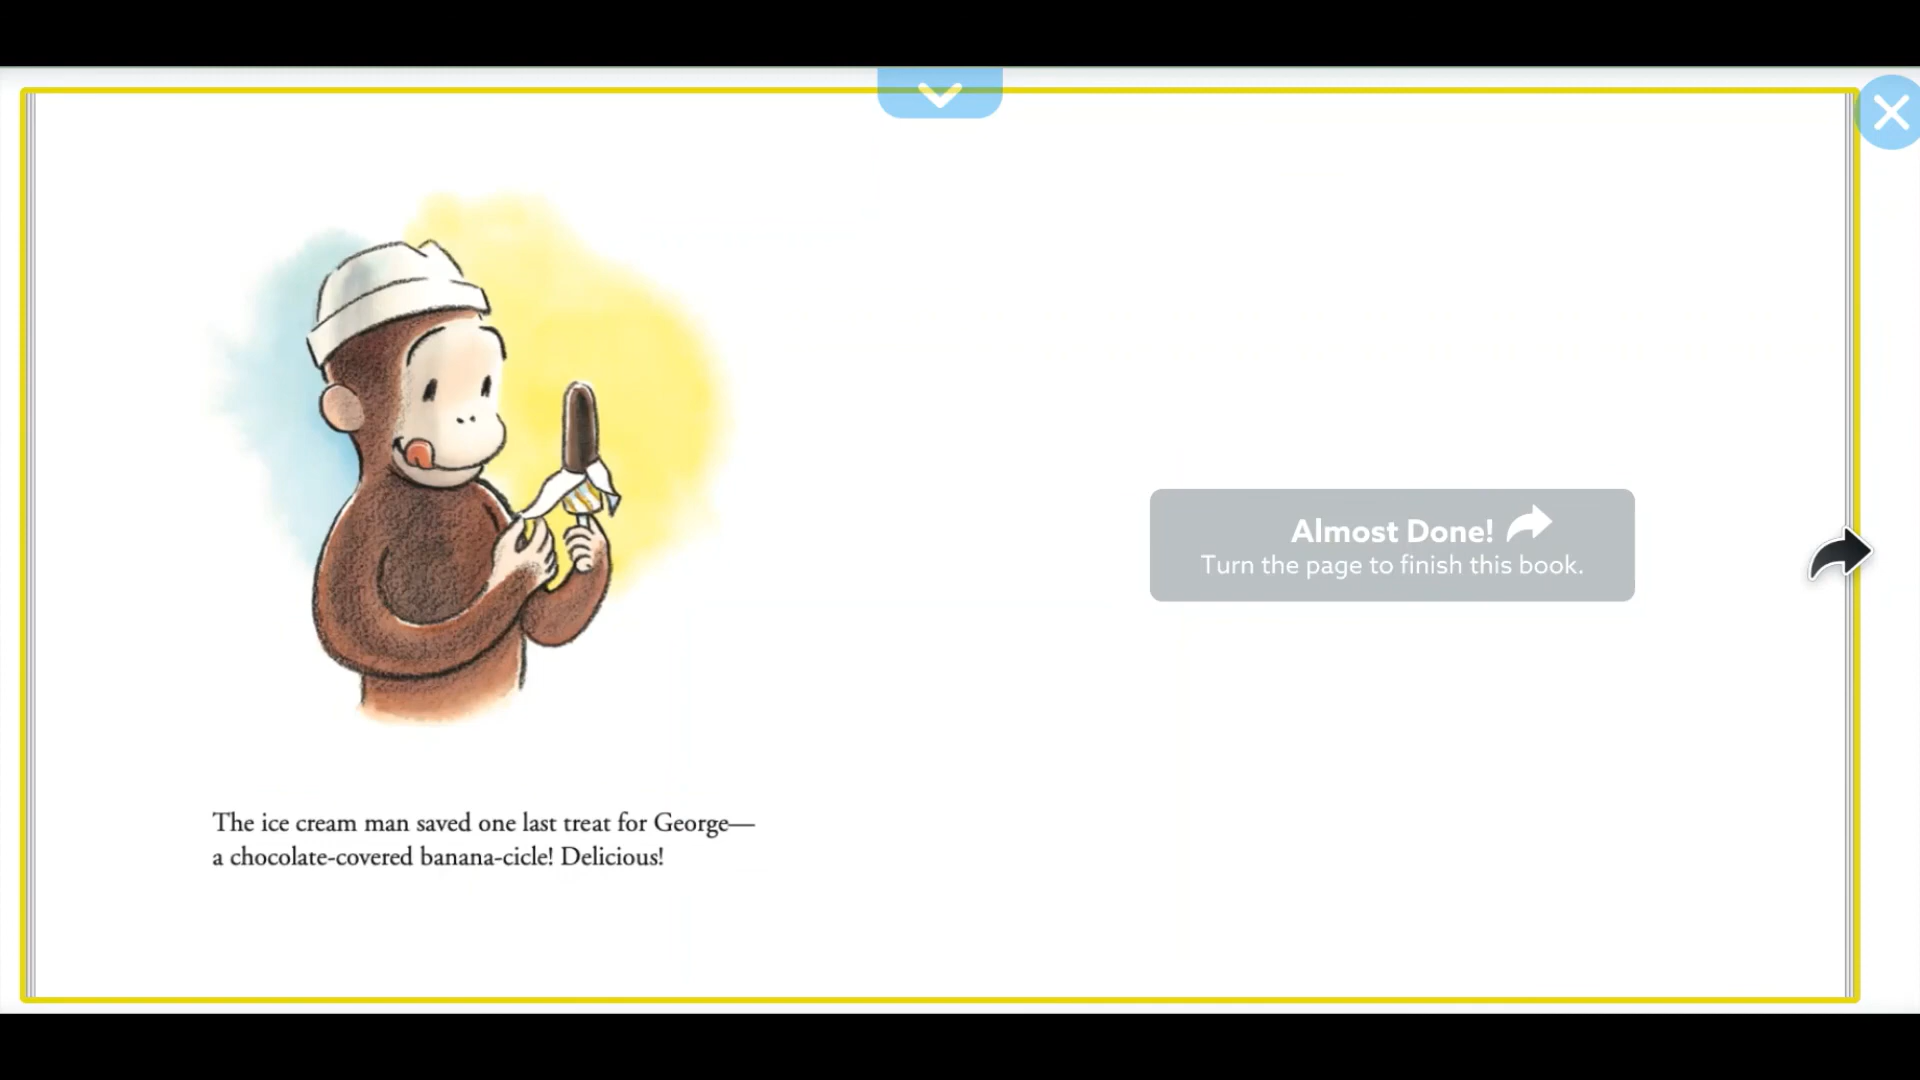 The ice cream man saved one last treat for George—
a chocolate-covered banana-cicle! Delicious!
Almost Done!
Turn the page to finish this book.